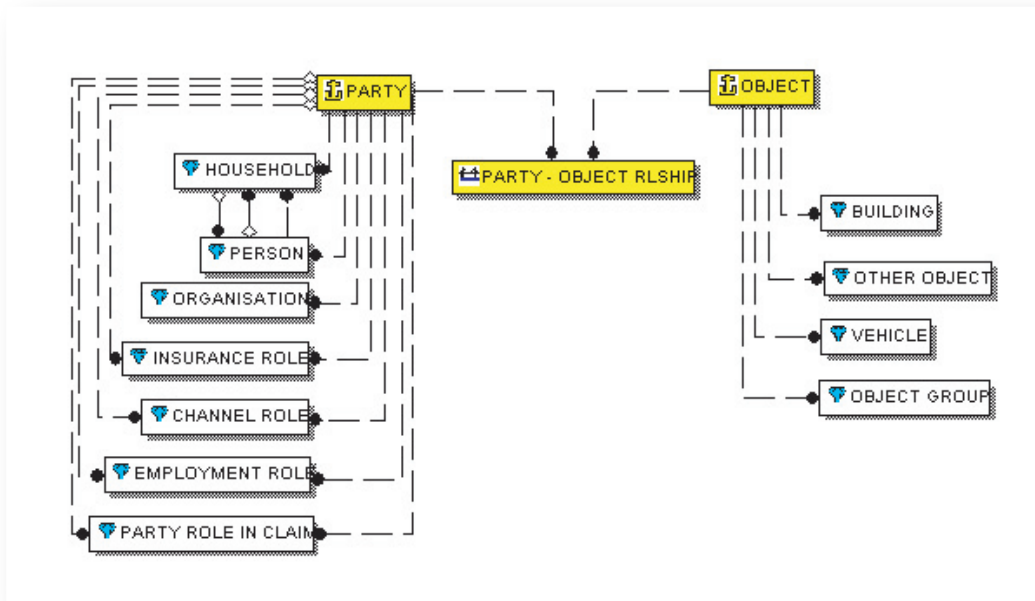 PARTY
OBJECT
HOUSEHOLD
PARTY - OBJECT RLSHIP
BUILDING
PERSON
OTHER OBJECT
ORGANISATION
VEHICLE
INSURANCE ROLE
OBJECT GROUP
CHANNEL ROLE
EMPLOYMENT ROLE
PARTY ROLE IN CLAIM